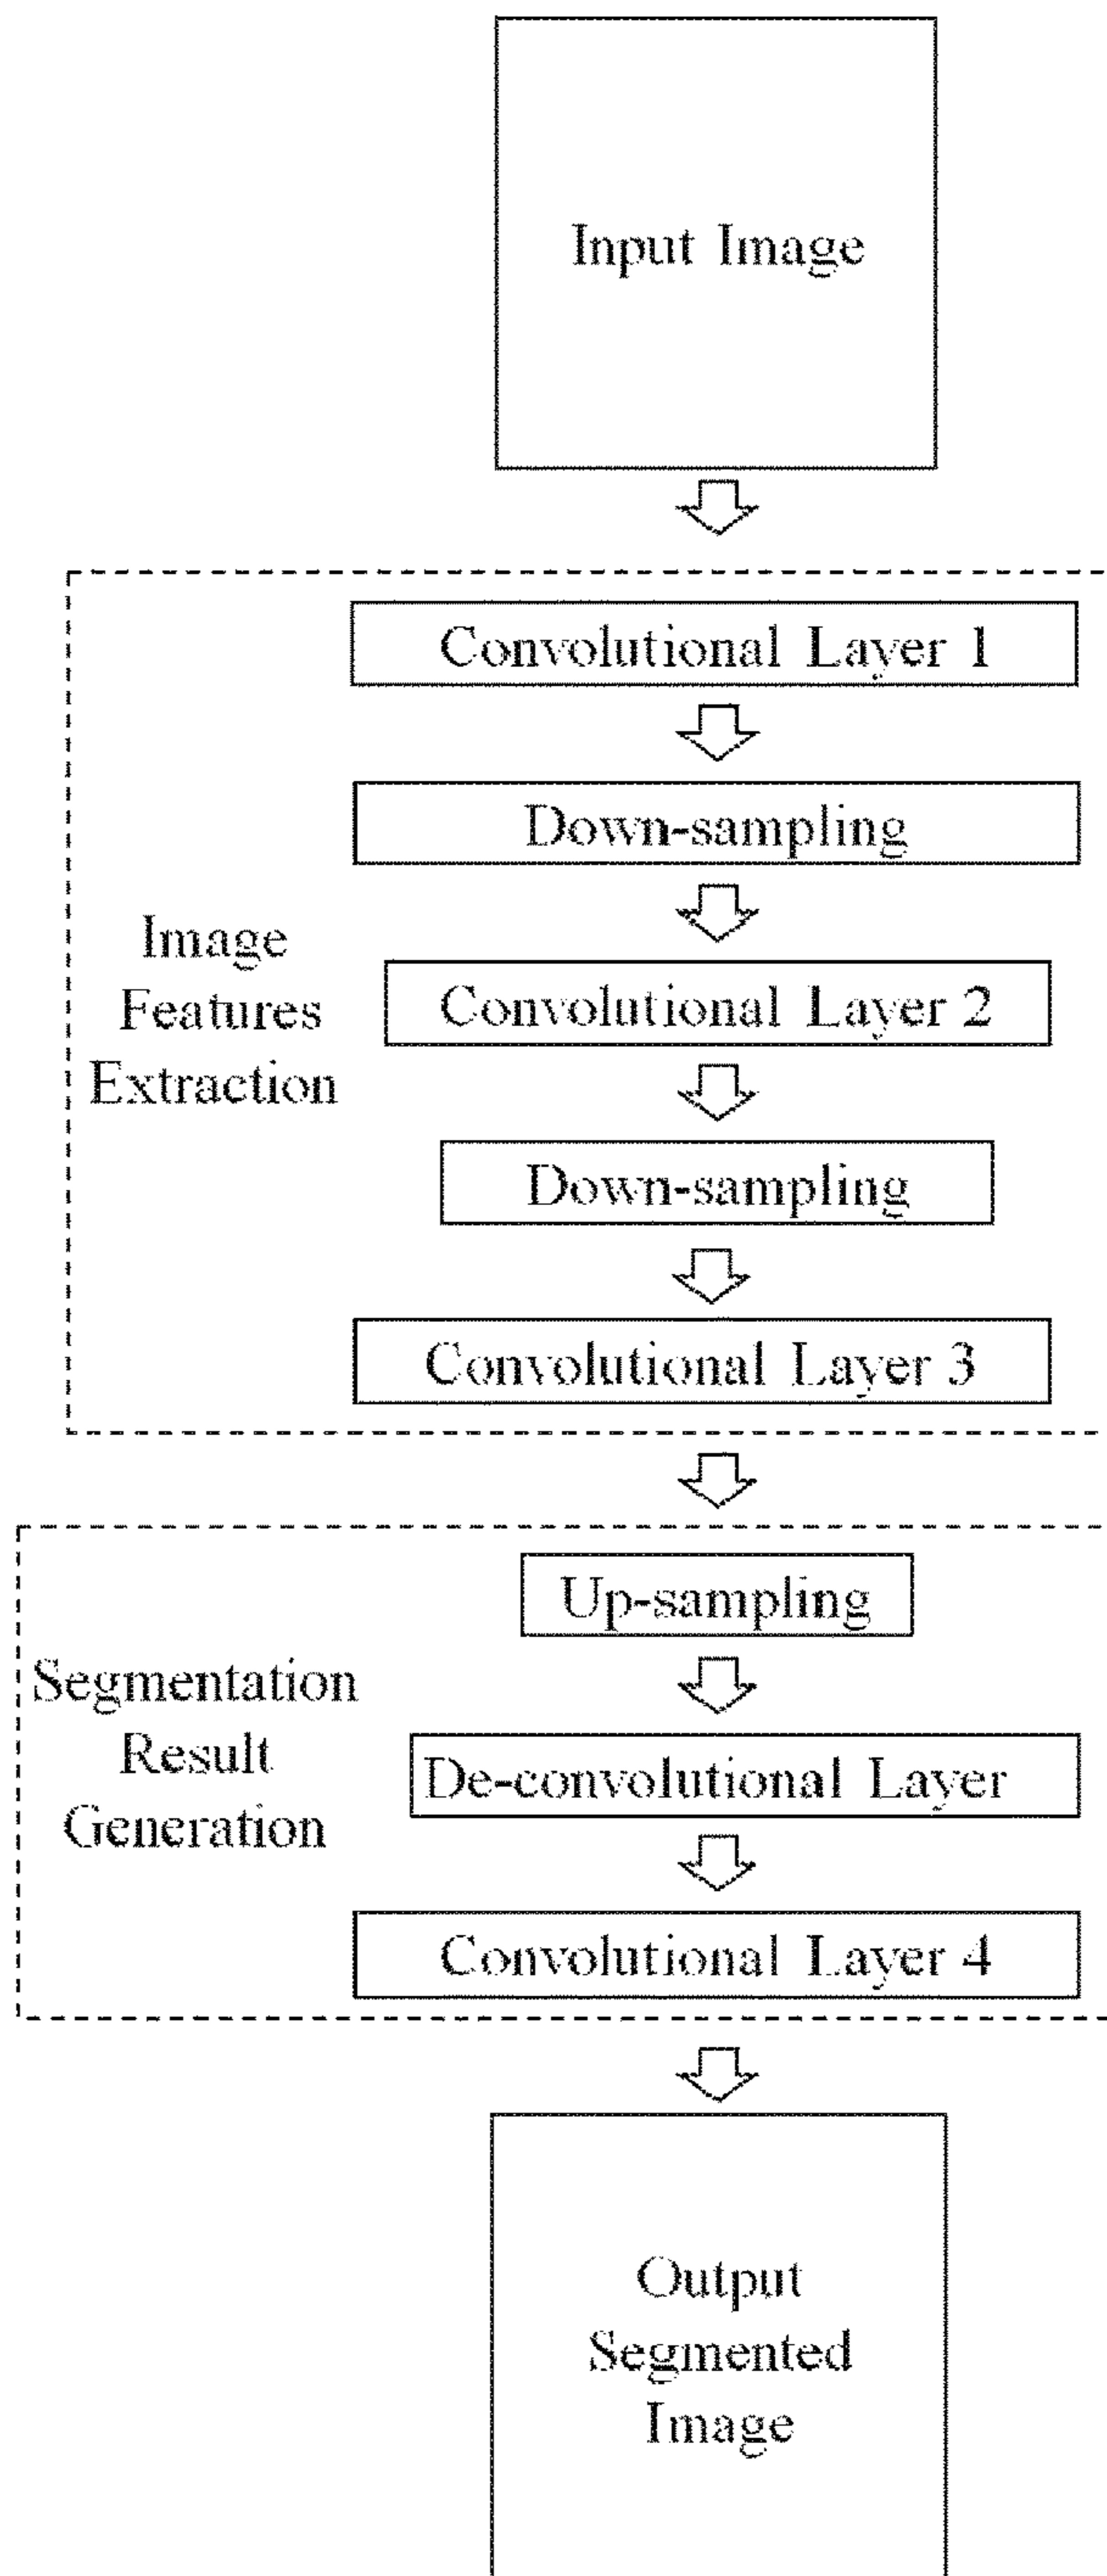 Input Image
Convolutional Layer 1
Down-sampling
Image
Features
Extraction
Convolutional Layer 2
Down-sampling
Convolutional Layer 3
Up-sampling
Segmentation
Result
Generation
De-convolutional Layer
Convolutional Layer 4
Output
Segmented
Image